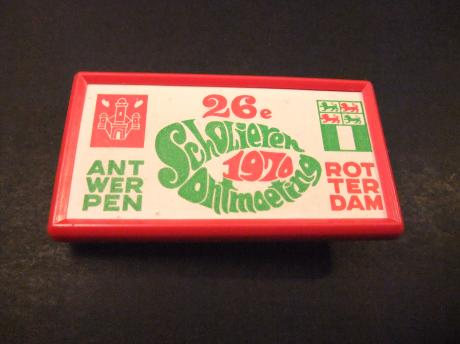 26e
Scholieren
1970
ontmoeting
ANT
WER
PEN
ROT
TER
DAM